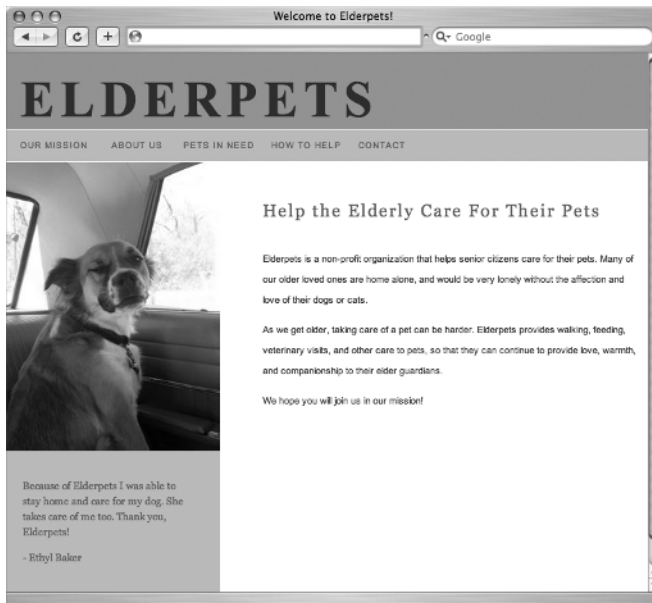 Welcome to Elderpets!
Google
ELDERPETS
OUR MISSION ABOUT US PETS IN NEED HOW TO HELP CONTACT
Help the Elderly Care For Their Pets
Elderpets is a non-profit organization that helps senior citizens care for their pets. Many of
our older loved ones are home alone, and would be very lonely without the affection and
love of their dogs or cats.
As we get older, taking care of a pet can be harder. Elderpets provides walking, feeding,
veterinary visits, and other care to pets, so that they can continue to provide love, warmth,
and companionship to their elder guardians.
We hope you will join us in our mission!
Because of Elderpets I was able to
stay home and care for my dog. She
takes care of me too. Thank you,
Elderpets!
- Ethyl Baker